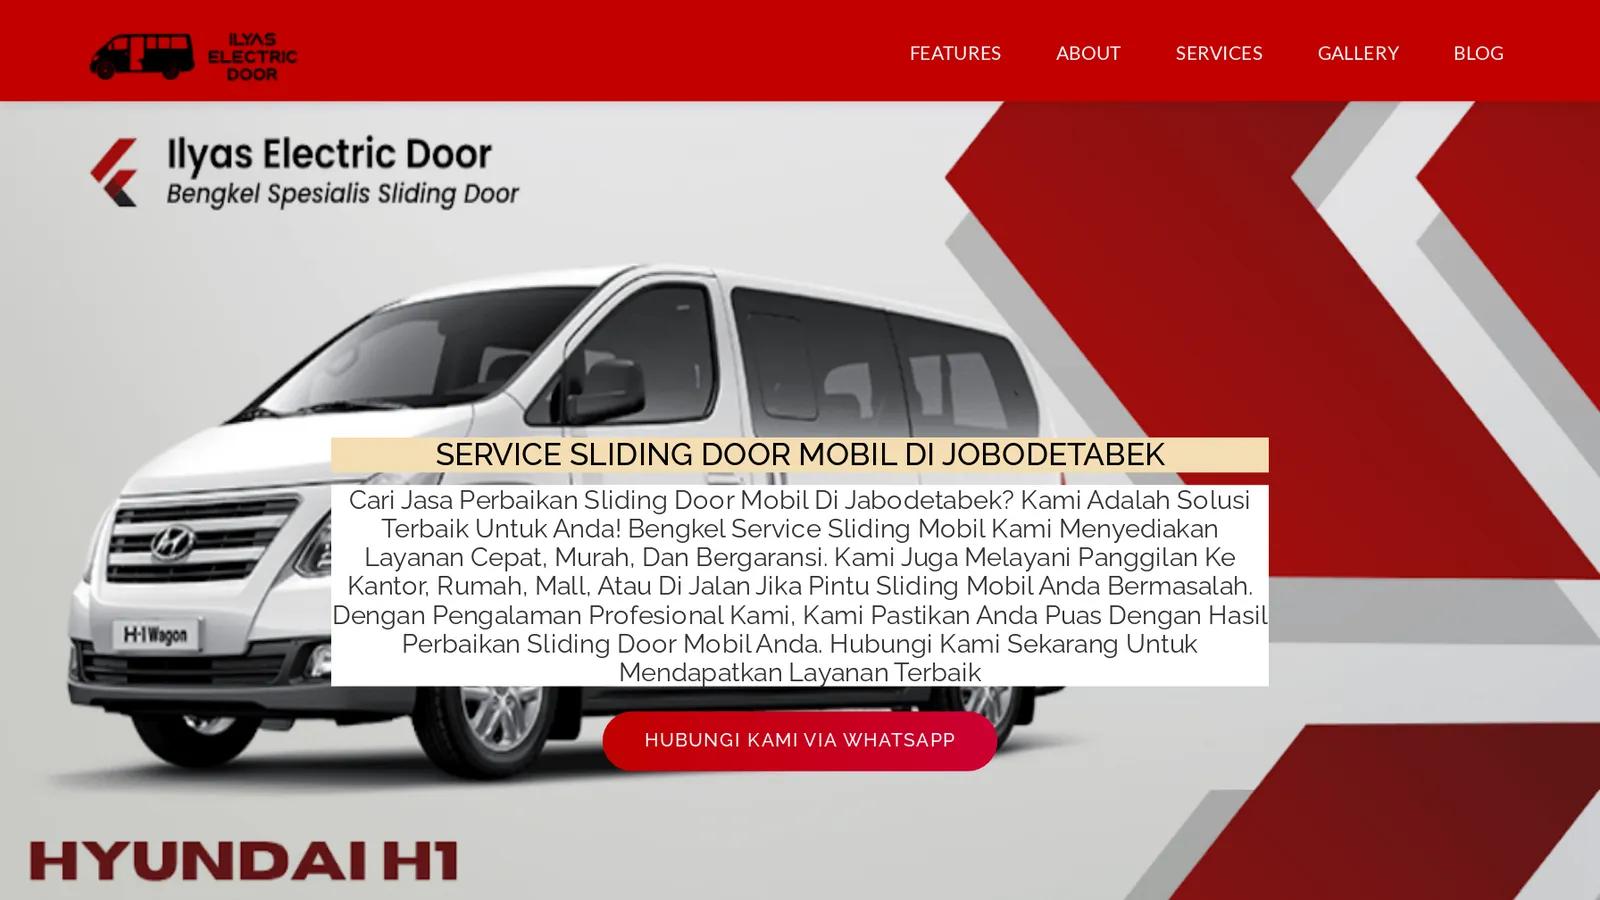 ILYAS
ELECTRIC
DOOR
FEATURES
ABOUT
SERVICES
GALLERY
BLOG
Ilyas Electric Door
Bengkel Spesialis Sliding Door
SERVICE SLIDING DOOR MOBIL DI JOBODETABEK
Cari Jasa Perbaikan Sliding Door Mobil Di Jabodetabek? Kami Adalah Solusi
Terbaik Untuk Anda! Bengkel Service Sliding Mobil Kami Menyediakan
Layanan Cepat, Murah, Dan Bergaransi. Kami Juga Melayani Panggilan Ke
Kantor, Rumah, Mall, Atau Di Jalan Jika Pintu Sliding Mobil Anda Bermasalah.
Dengan Pengalaman Profesional Kami, Kami Pastikan Anda Puas Dengan Hasil
Perbaikan Sliding Door Mobil Anda. Hubungi Kami Sekarang Untuk
Mendapatkan Layanan Terbaik
H-1 Wagon
HUBUNGI KAMI VIA WHATSAPP
HYUNDAI H1